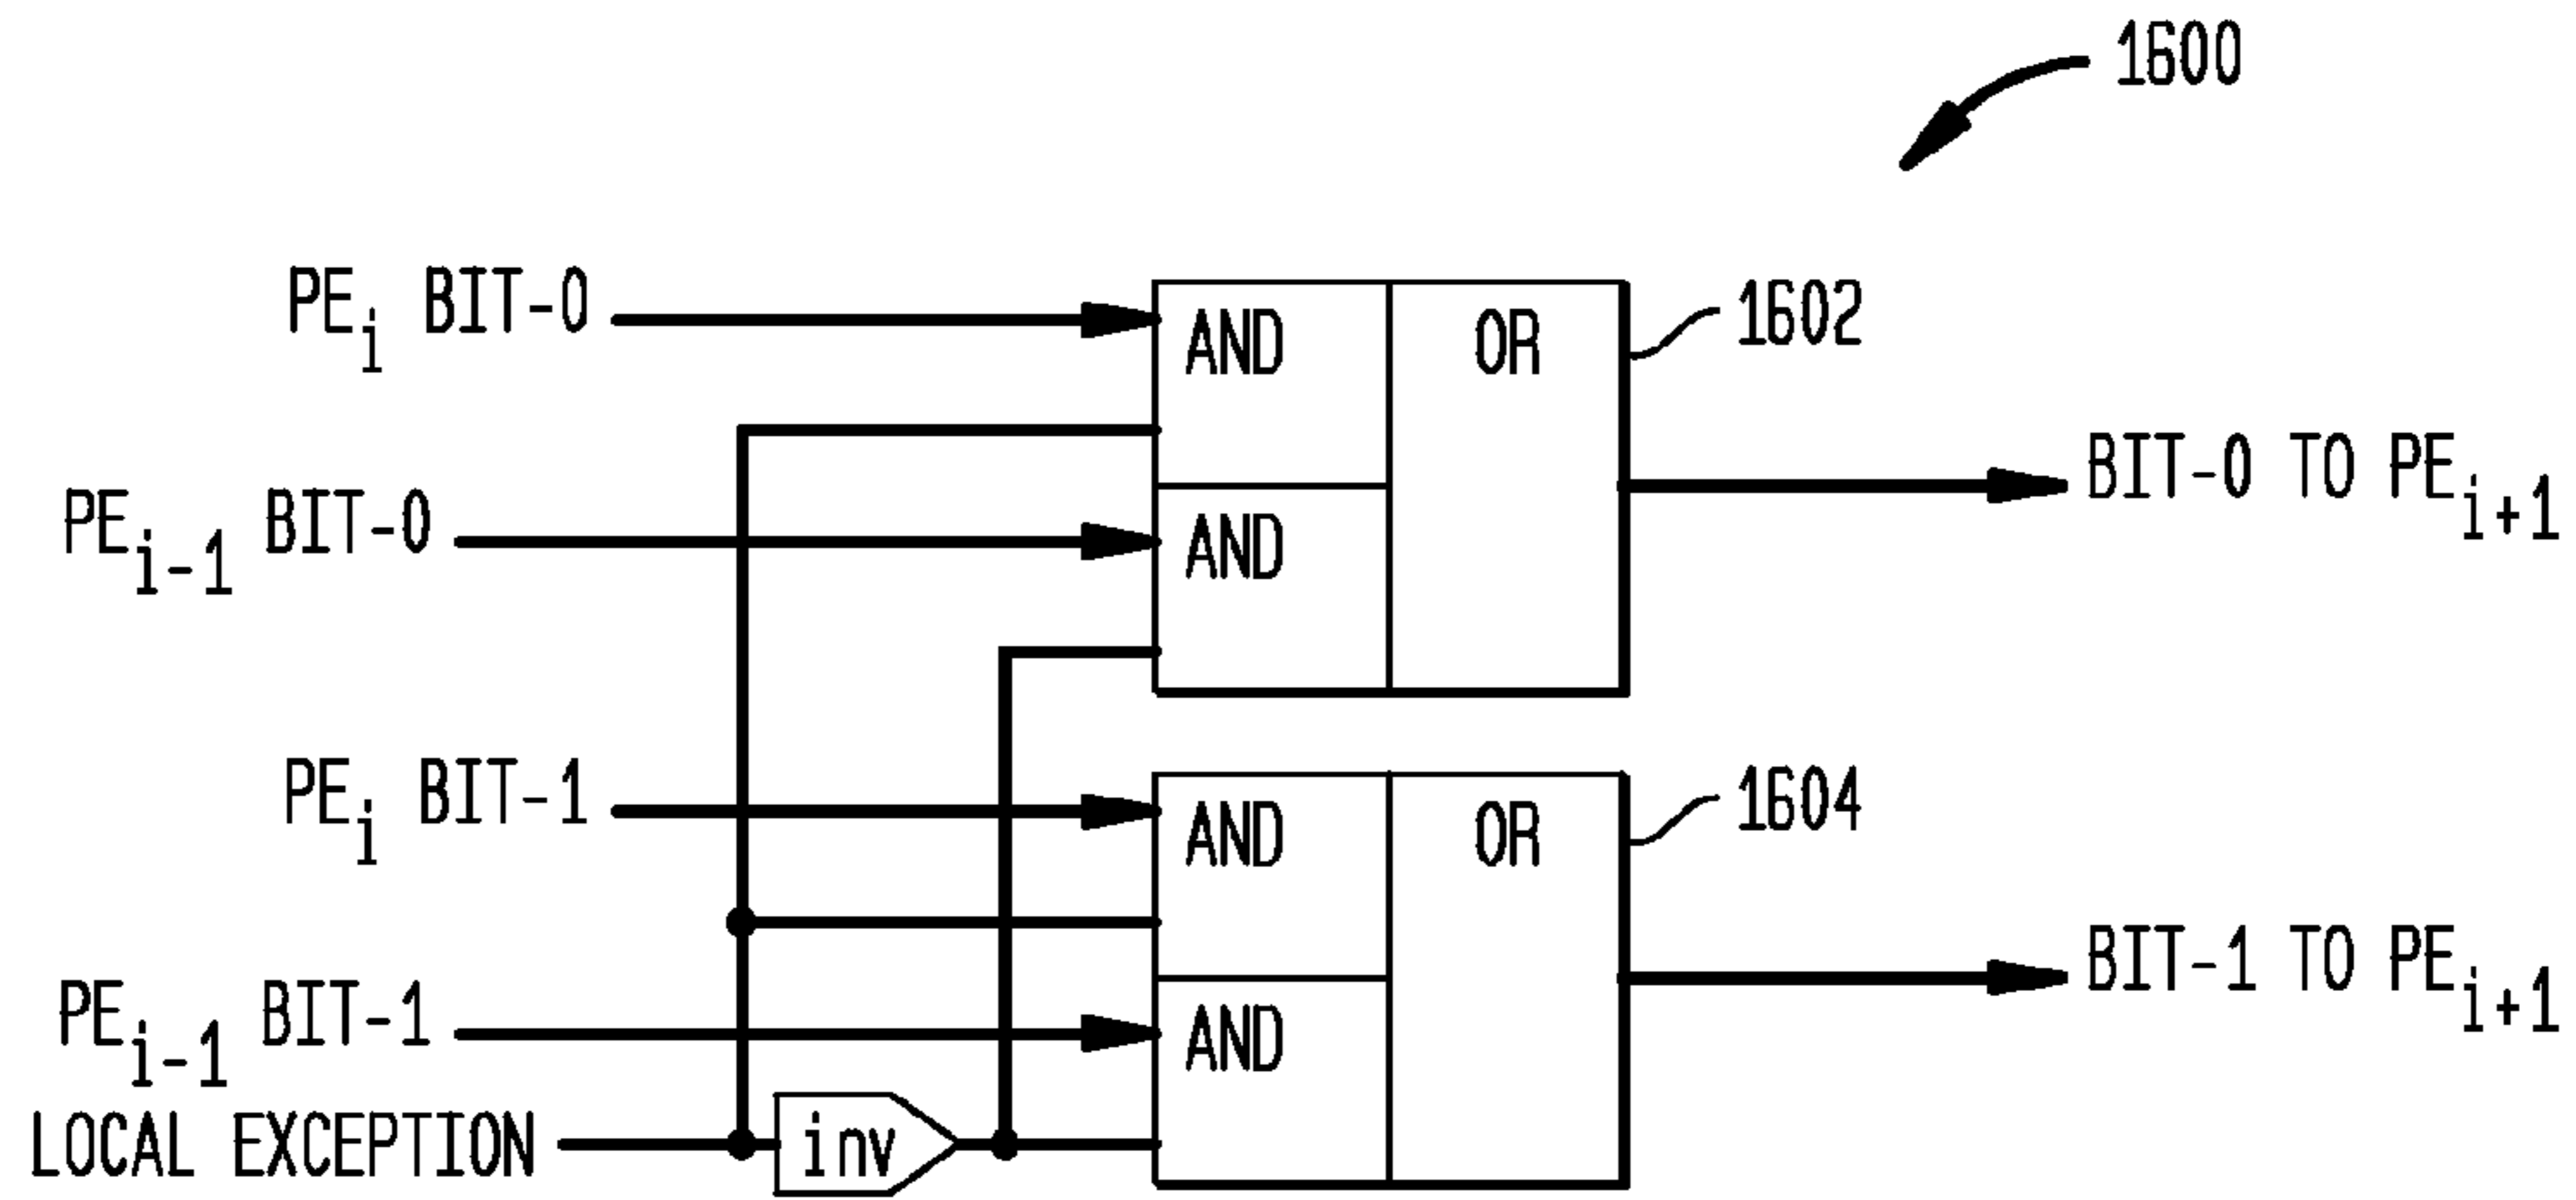 1600
PEi BIT-0
AND
OR
1602
BIT-0 TO PEi+1
PEi-1 BIT-0
AND
PEi BIT-1
AND
OR
1604
BIT-1 TO PEi+1
PEi-1 BIT-1
AND
LOCAL EXCEPTION
inv